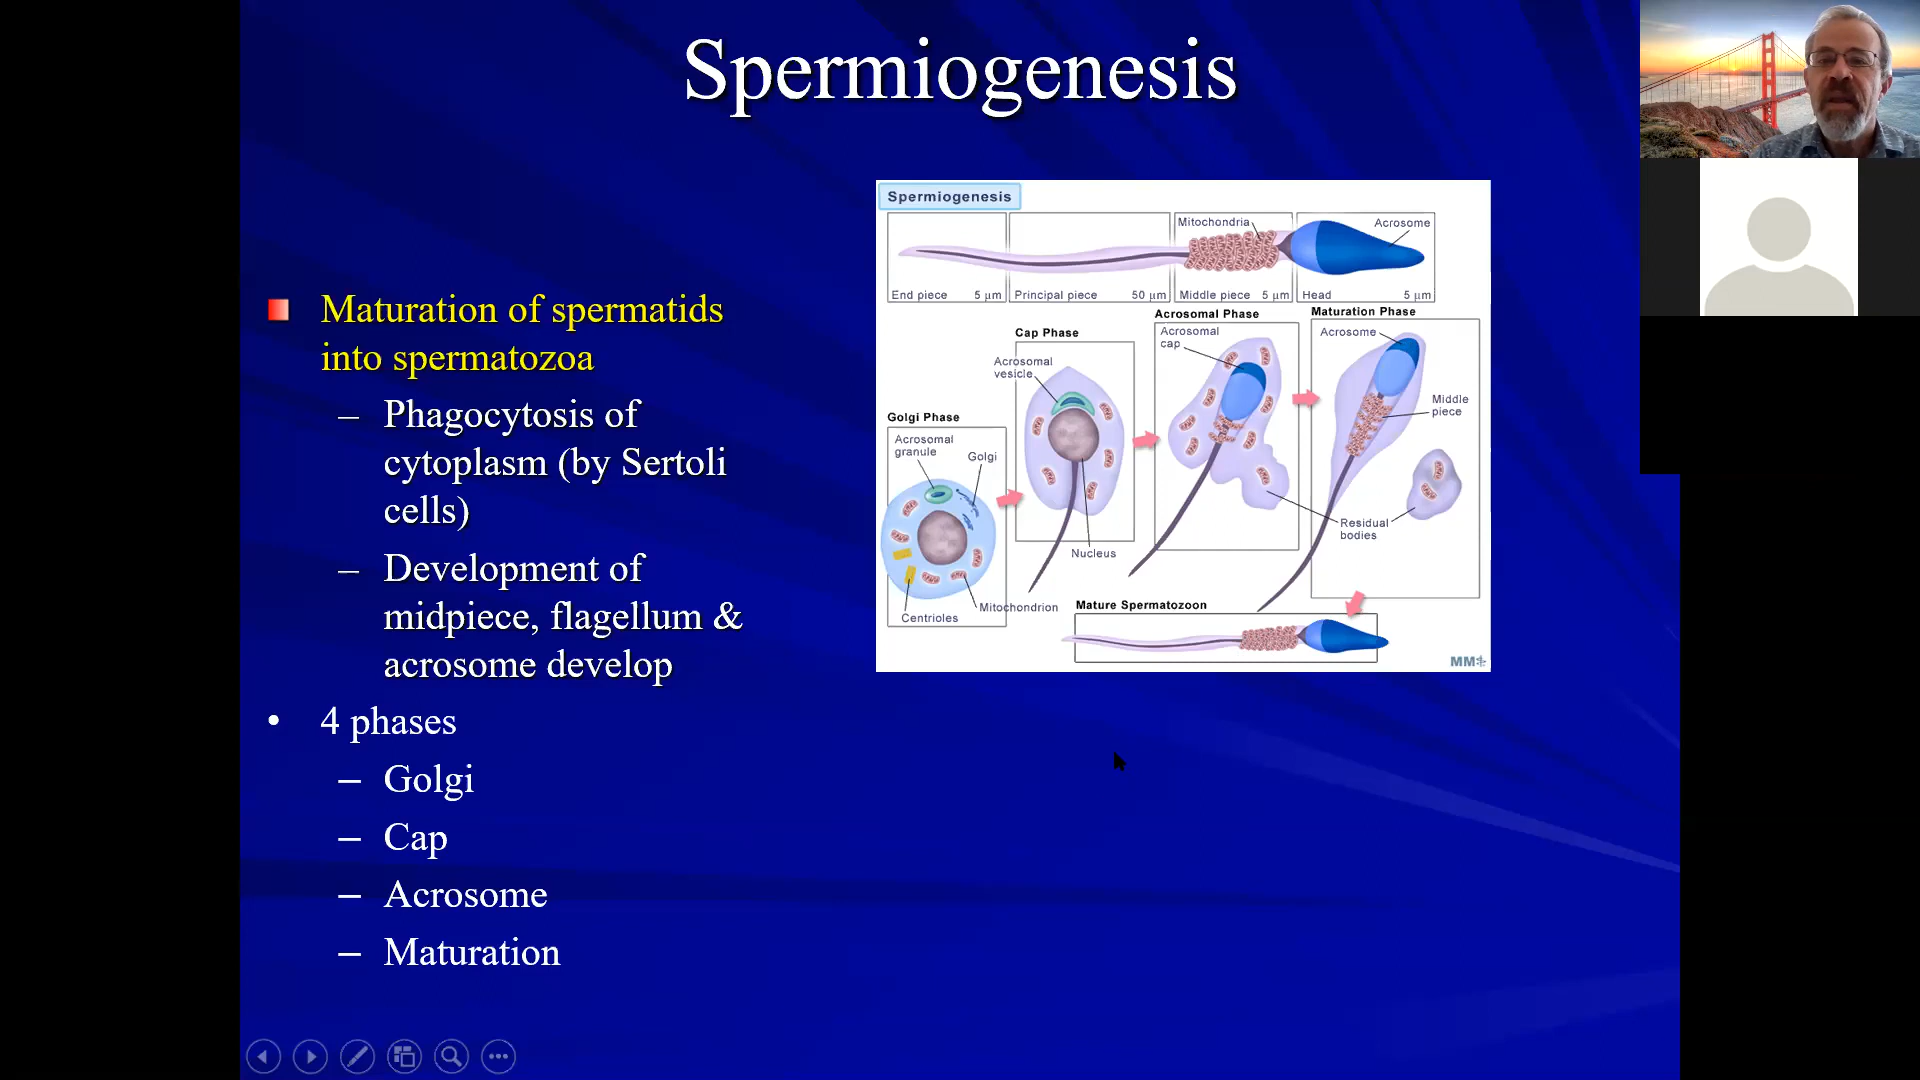 Spermiogenesis
Maturation of spermatids
into spermatozoa
– Phagocytosis of
cytoplasm (by Sertoli
cells)
– Development of
midpiece, flagellum &
acrosome develop
• 4 phases
– Golgi
– Cap
– Acrosome
– Maturation
Spermiogenesis
Mitochondria
Acrosome
End piece 5 µm
Principal piece 50 µm
Middle piece 5 µm
Head 5 µm
Golgi Phase
Acrosomal
granule
Golgi
Centrioles
Mitochondrion
Cap Phase
Acrosomal
vesicle
Nucleus
Acrosomal Phase
Acrosomal
cap
Maturation Phase
Acrosome
Middle
piece
Residual
bodies
Mature Spermatozoon
MM